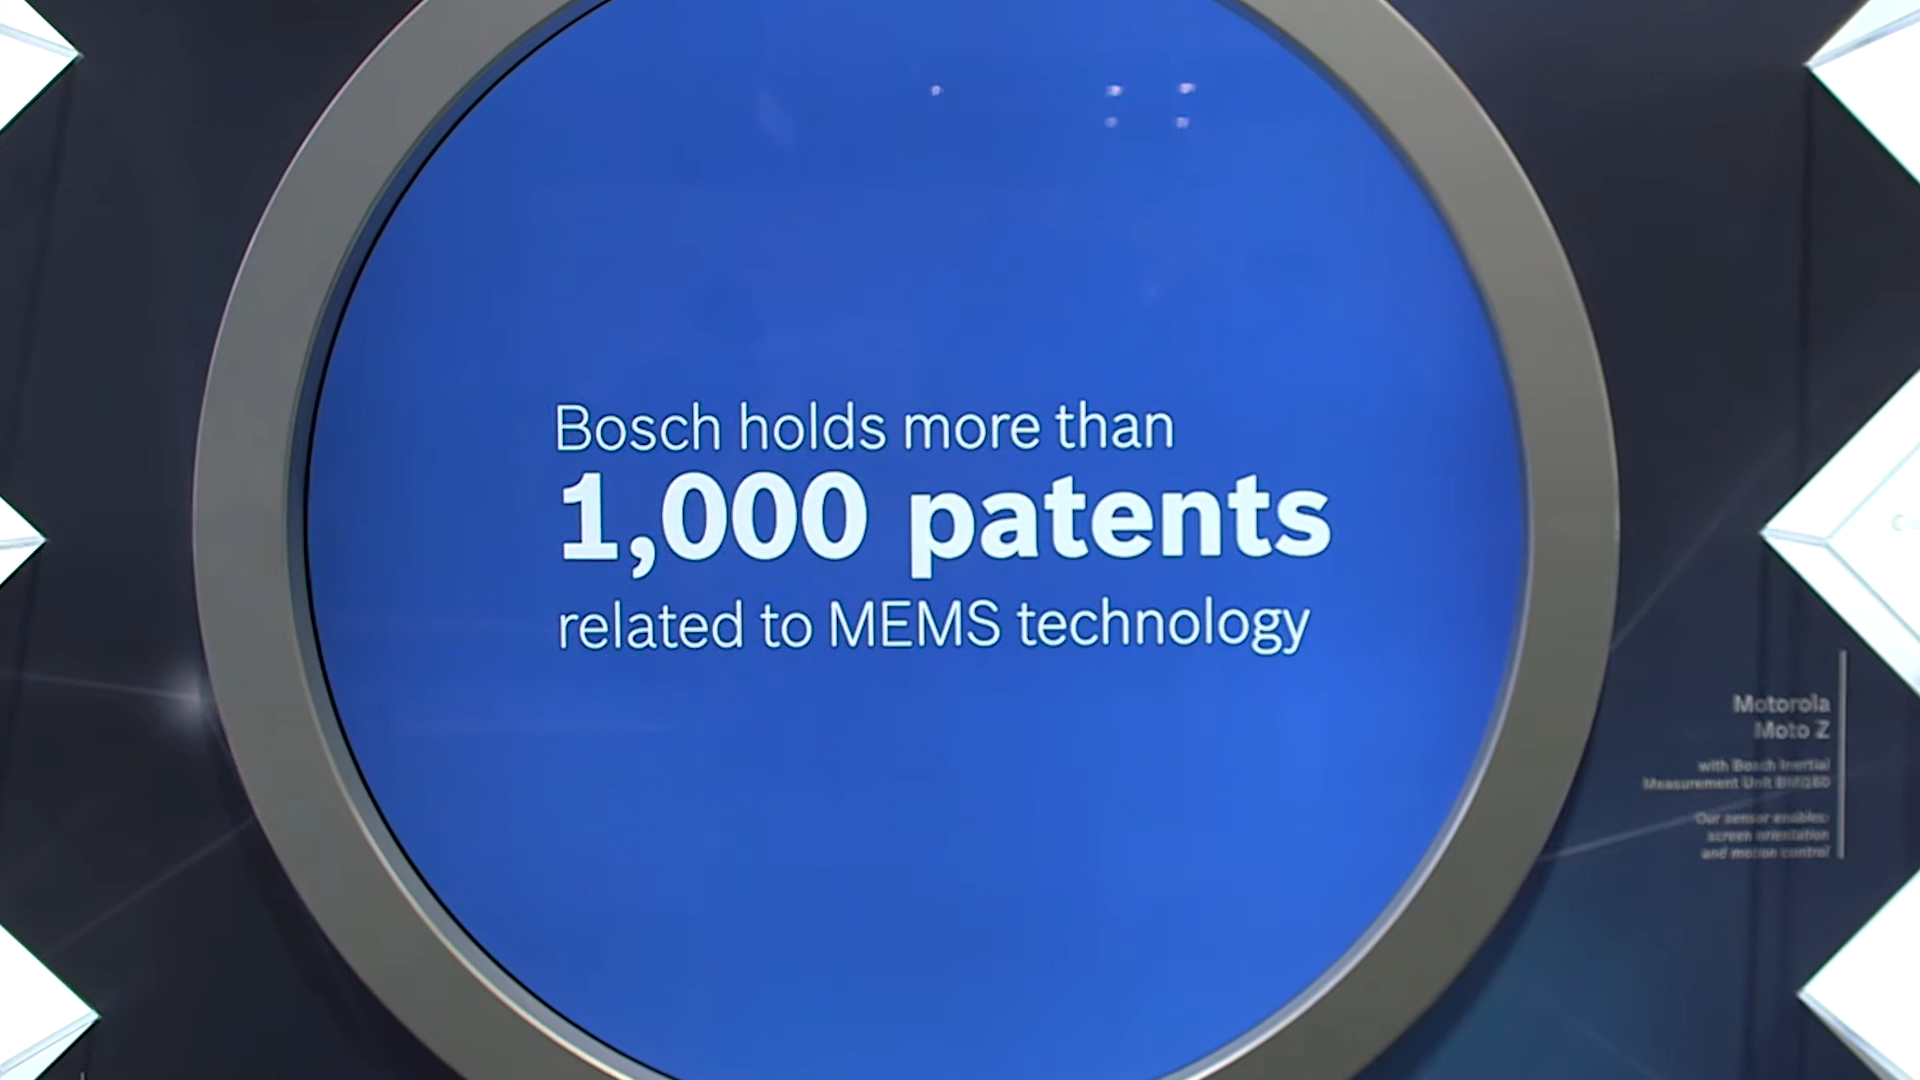 Bosch holds more than
1,000 patents
related to MEMS technology
Motorola
Moto Z
with Bosch Inertial
Measurement Unit BMI160
Our sensor enables:
screen orientation
and motion control